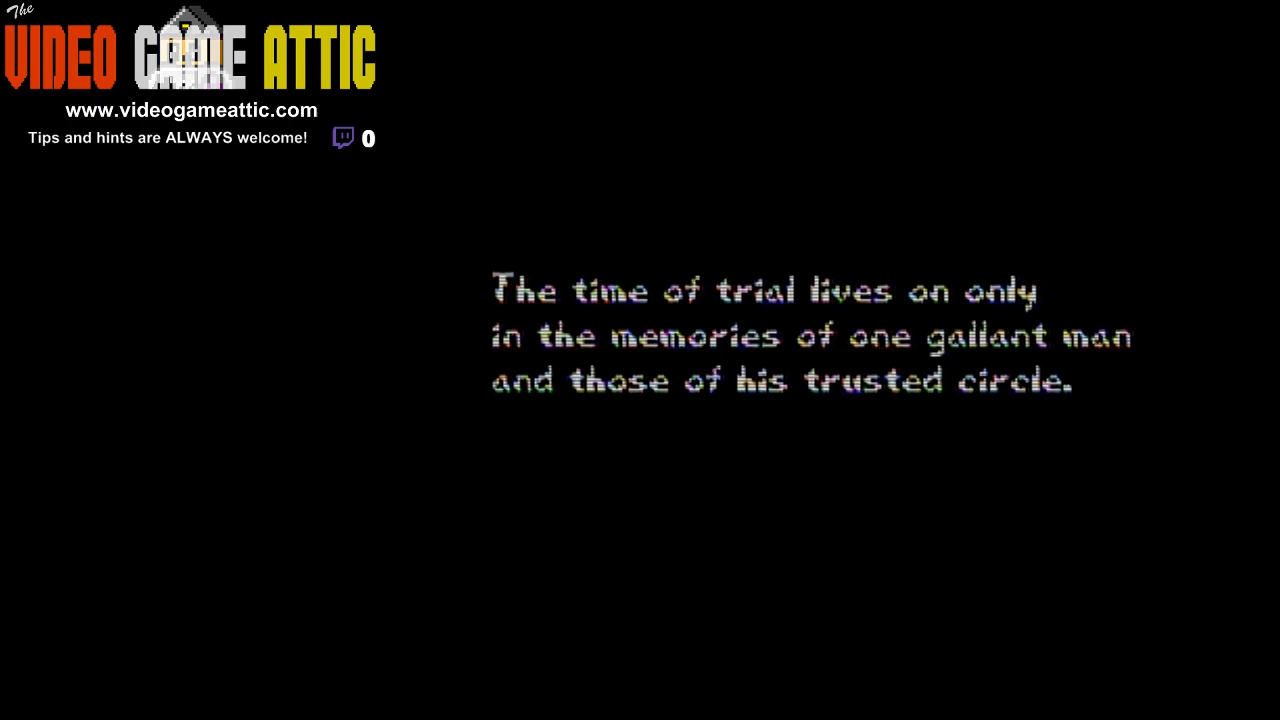 The
VIDEO GAME ATTIC
www.videogameattic.com
Tips and hints are ALWAYS welcome! 0
The time of trial lives on only
in the memories of one gallant man
and those of his trusted circle.